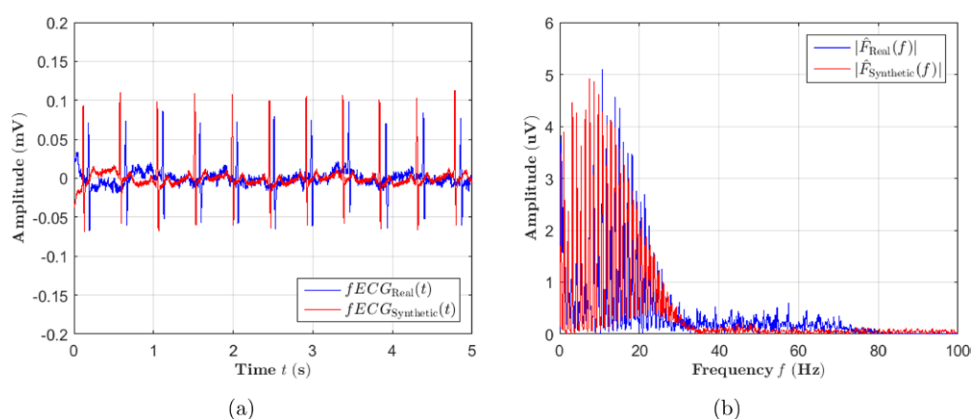 0.2
0.15
0.1
0.05
0
-0.05
-0.1
-0.15
-0.2
Amplitude (mV)
0 1 2 3 4 5
Time t (s)
fECG_Real(t)
fECG_Synthetic(t)
(a)
6
5
4
3
2
1
0
Amplitude (uV)
0 20 40 60 80 100
Frequency f (Hz)
|F̂_Real(f)|
|F̂_Synthetic(f)|
(b)